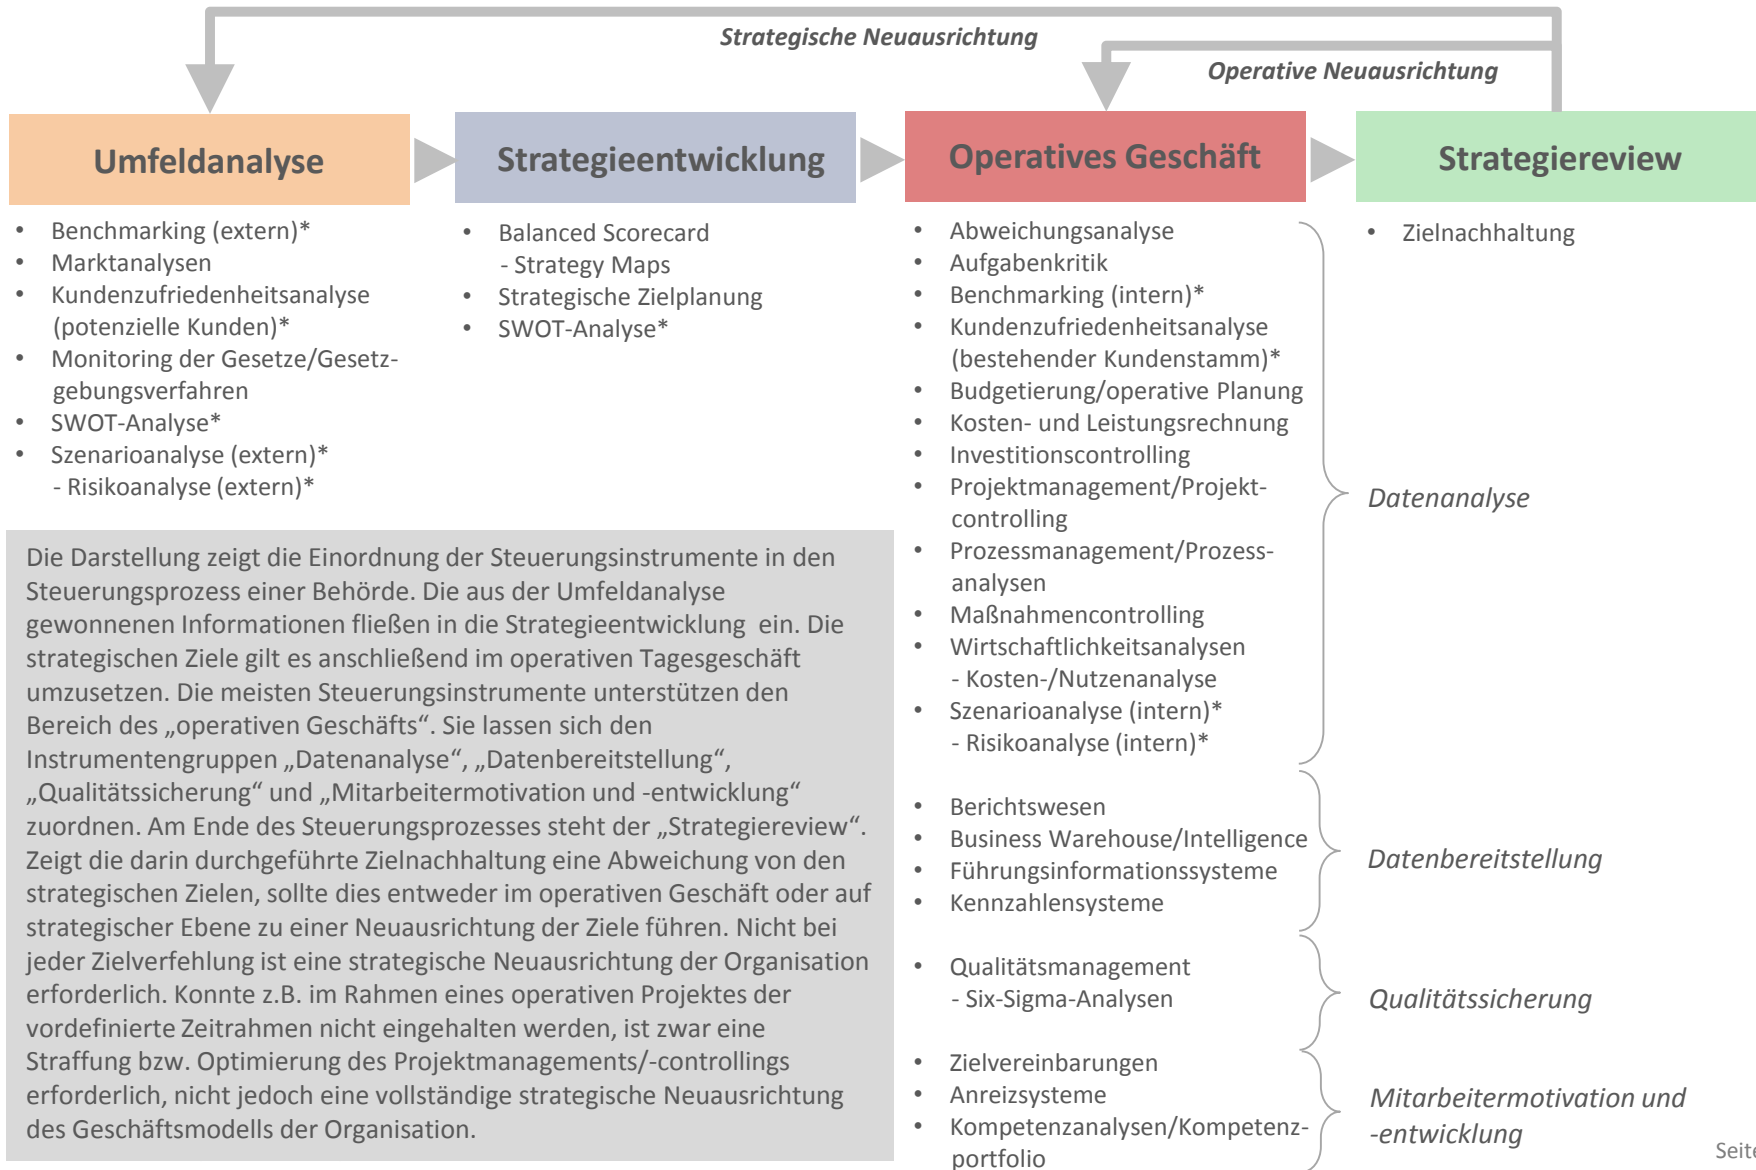 Strategische Neuausrichtung
Operative Neuausrichtung
Umfeldanalyse
Strategieentwicklung
Operatives Geschäft
Strategiereview
• Benchmarking (extern)*
• Marktanalysen
• Kundenzufriedenheitsanalyse
(potenzielle Kunden)*
• Monitoring der Gesetze/Gesetz-
gebungsverfahren
• SWOT-Analyse*
• Szenarioanalyse (extern)*
- Risikoanalyse (extern)*
• Balanced Scorecard
- Strategy Maps
• Strategische Zielplanung
• SWOT-Analyse*
• Abweichungsanalyse
• Aufgabenkritik
• Benchmarking (intern)*
• Kundenzufriedenheitsanalyse
(bestehender Kundenstamm)*
• Budgetierung/operative Planung
• Kosten- und Leistungsrechnung
• Investitionscontrolling
• Projektmanagement/Projekt-
controlling
• Prozessmanagement/Prozess-
analysen
• Maßnahmencontrolling
• Wirtschaftlichkeitsanalysen
- Kosten-/Nutzenanalyse
• Szenarioanalyse (intern)*
- Risikoanalyse (intern)*
Datenanalyse
• Berichtswesen
• Business Warehouse/Intelligence
• Führungsinformationssysteme
• Kennzahlensysteme
Datenbereitstellung
• Qualitätsmanagement
- Six-Sigma-Analysen
Qualitätssicherung
• Zielvereinbarungen
• Anreizsysteme
• Kompetenzanalysen/Kompetenz-
portfolio
Mitarbeitermotivation und
-entwicklung
• Zielnachhaltung
Die Darstellung zeigt die Einordnung der Steuerungsinstrumente in den
Steuerungsprozess einer Behörde. Die aus der Umfeldanalyse
gewonnenen Informationen fließen in die Strategieentwicklung ein. Die
strategischen Ziele gilt es anschließend im operativen Tagesgeschäft
umzusetzen. Die meisten Steuerungsinstrumente unterstützen den
Bereich des „operativen Geschäfts“. Sie lassen sich den
Instrumentengruppen „Datenanalyse“, „Datenbereitstellung“,
„Qualitätssicherung“ und „Mitarbeitermotivation und -entwicklung“
zuordnen. Am Ende des Steuerungsprozesses steht der „Strategiereview“.
Zeigt die darin durchgeführte Zielnachhaltung eine Abweichung von den
strategischen Zielen, sollte dies entweder im operativen Geschäft oder auf
strategischer Ebene zu einer Neuausrichtung der Ziele führen. Nicht bei
jeder Zielverfehlung ist eine strategische Neuausrichtung der Organisation
erforderlich. Konnte z.B. im Rahmen eines operativen Projektes der
vordefinierte Zeitrahmen nicht eingehalten werden, ist zwar eine
Straffung bzw. Optimierung des Projektmanagements/-controllings
erforderlich, nicht jedoch eine vollständige strategische Neuausrichtung
des Geschäftsmodells der Organisation.
Seite